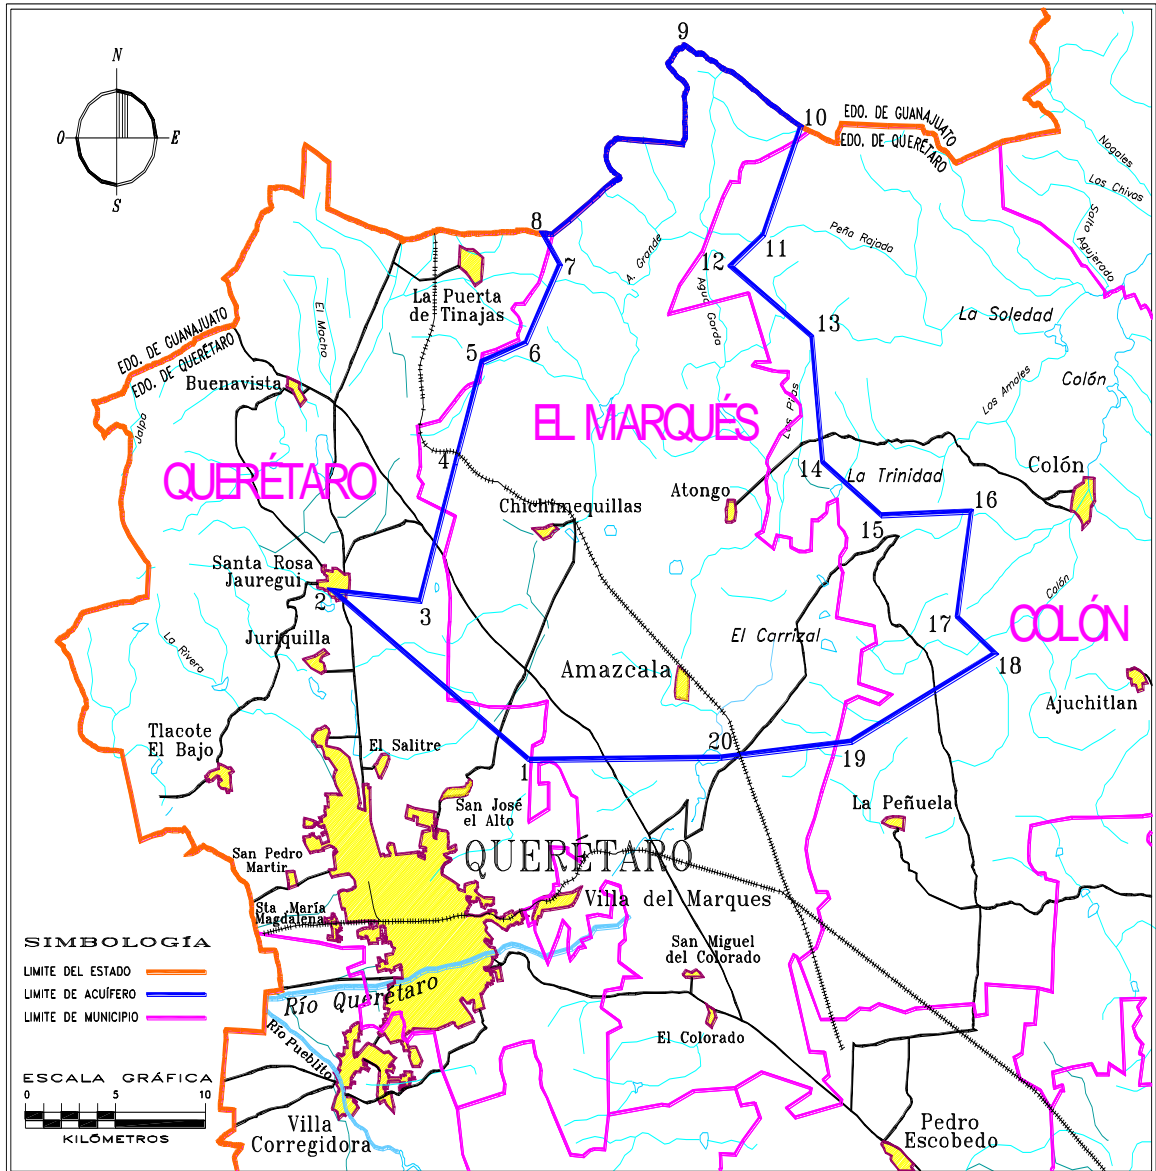 N
O
E
S
9
10
EDO. DE GUANAJUATO
EDO. DE QUERÉTARO
Nogales
Los Chivos
Salto
Agujerado
8
7
11
12
A. Grande
Peña Rajada
Agua Gorda
La Puerta
de Tinajas
El Macho
EDO. DE GUANAJUATO
EDO. DE QUERÉTARO
La Soledad
13
5
6
Buenavista
Colón
Los Amoles
Jalpa
Los Pias
EL MARQUÉS
QUERÉTARO
4
14
La Trinidad
Colón
Atongo
Chichimequillas
16
15
Santa Rosa
Jauregui
2
3
Colón
17
COLÓN
Juriquilla
La Rivera
El Carrizal
18
Amazcala
Ajuchitlan
Tlacote
El Bajo
El Salitre
1
20
19
San José
el Alto
La Peñuela
QUERÉTARO
San Pedro
Martir
Villa del Marques
Sta. María
Magdalena
San Miguel
del Colorado
Río Querétaro
El Colorado
Río Pueblito
SIMBOLOGÍA
LIMITE DEL ESTADO
LIMITE DE ACUÍFERO
LIMITE DE MUNICIPIO
ESCALA GRÁFICA
0 5 10
KILÓMETROS
Villa
Corregidora
Pedro
Escobedo